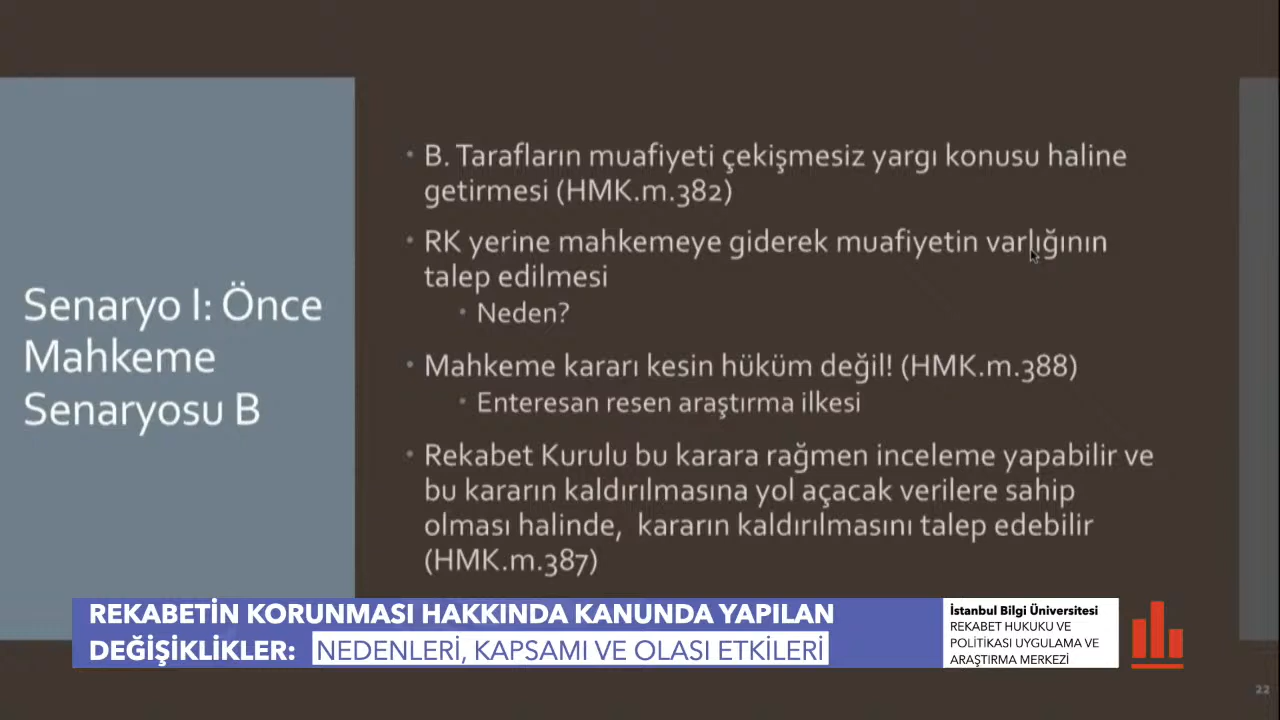 Senaryo I: Önce
Mahkeme
Senaryosu B
• B. Tarafların muafiyeti çekişmesiz yargı konusu haline
getirmesi (HMK.m.382)
• RK yerine mahkemeye giderek muafiyetin varlığının
talep edilmesi
• Neden?
• Mahkeme kararı kesin hüküm değil! (HMK.m.388)
• Enteresan resen araştırma ilkesi
• Rekabet Kurulu bu karara rağmen inceleme yapabilir ve
bu kararın kaldırılmasına yol açacak verilere sahip
olması halinde, kararın kaldırılmasını talep edebilir
(HMK.m.387)
REKABETİN KORUNMASI HAKKINDA KANUNDA YAPILAN
DEĞİŞİKLİKLER: NEDENLERİ, KAPSAMI VE OLASI ETKİLERİ
İstanbul Bilgi Üniversitesi
REKABET HUKUKU VE
POLİTİKASI UYGULAMA VE
ARAŞTIRMA MERKEZİ
22